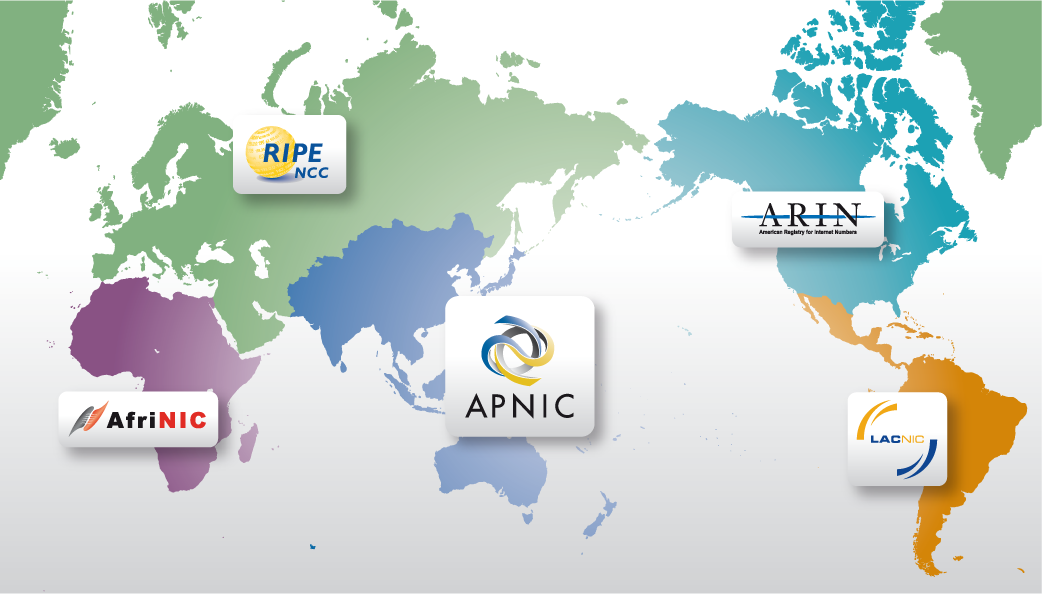 RIPE
NCC
ARIN
American Registry for Internet Numbers
APNIC
AfriNIC
LACNIC